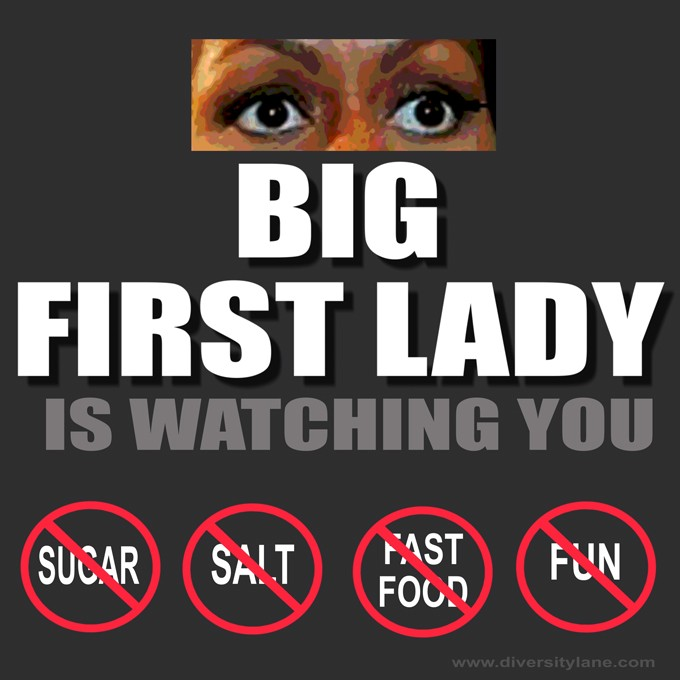 BIG
FIRST LADY
IS WATCHING YOU
SUGAR
SALT
FAST
FOOD
FUN
www.diversitylane.com